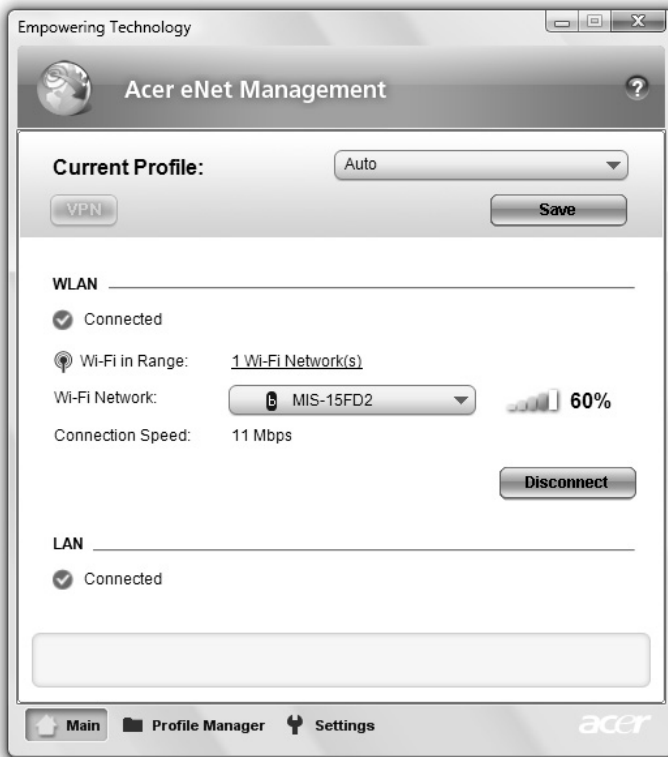 Empowering Technology
Acer eNet Management ?
Current Profile: Auto
VPN Save
WLAN
Connected
Wi-Fi in Range: 1 Wi-Fi Network(s)
Wi-Fi Network: b MIS-15FD2 60%
Connection Speed: 11 Mbps
Disconnect
LAN
Connected
Main Profile Manager Settings acer